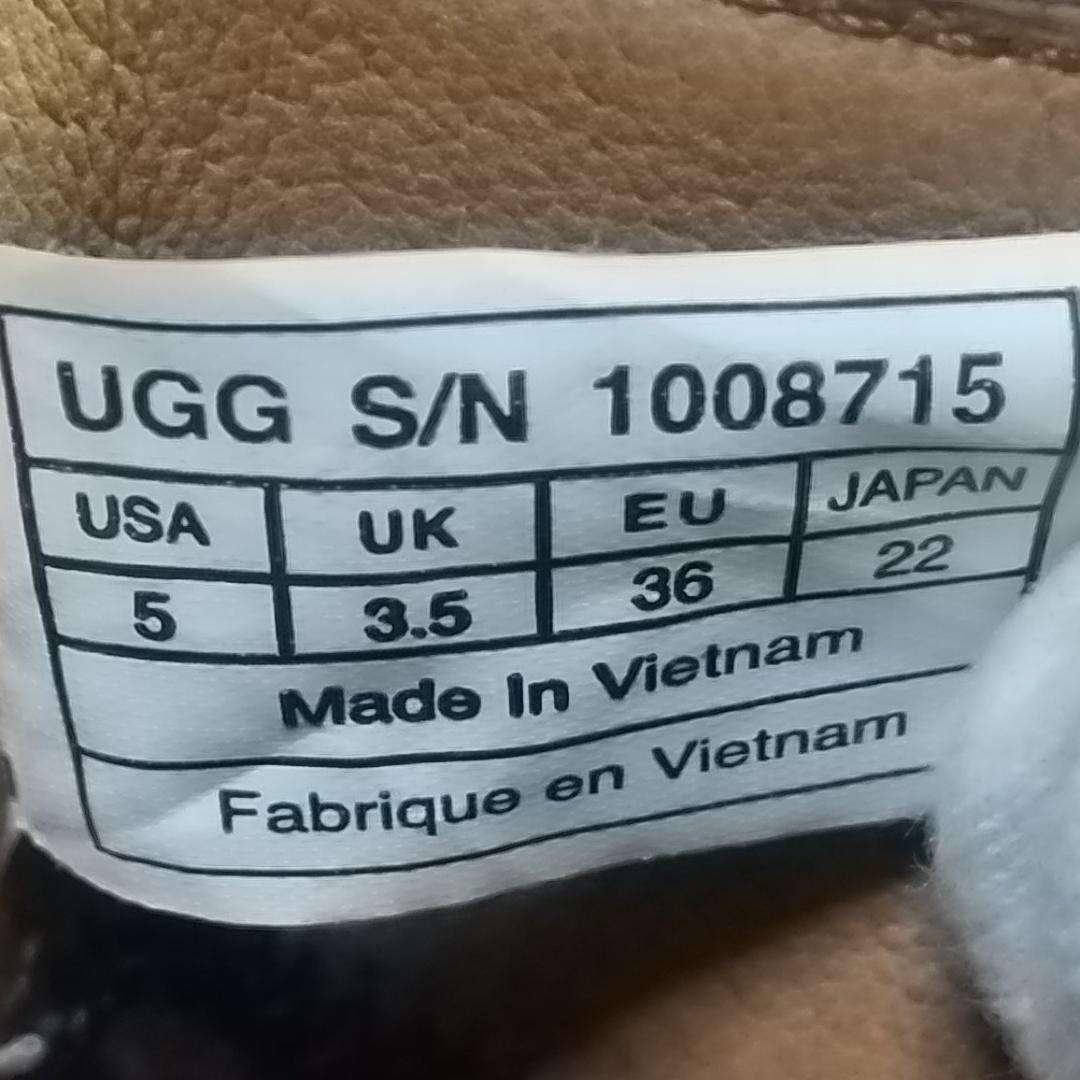 UGG S/N 1008715
USA UK EU JAPAN
5 3.5 36 22
Made In Vietnam
Fabrique en Vietnam